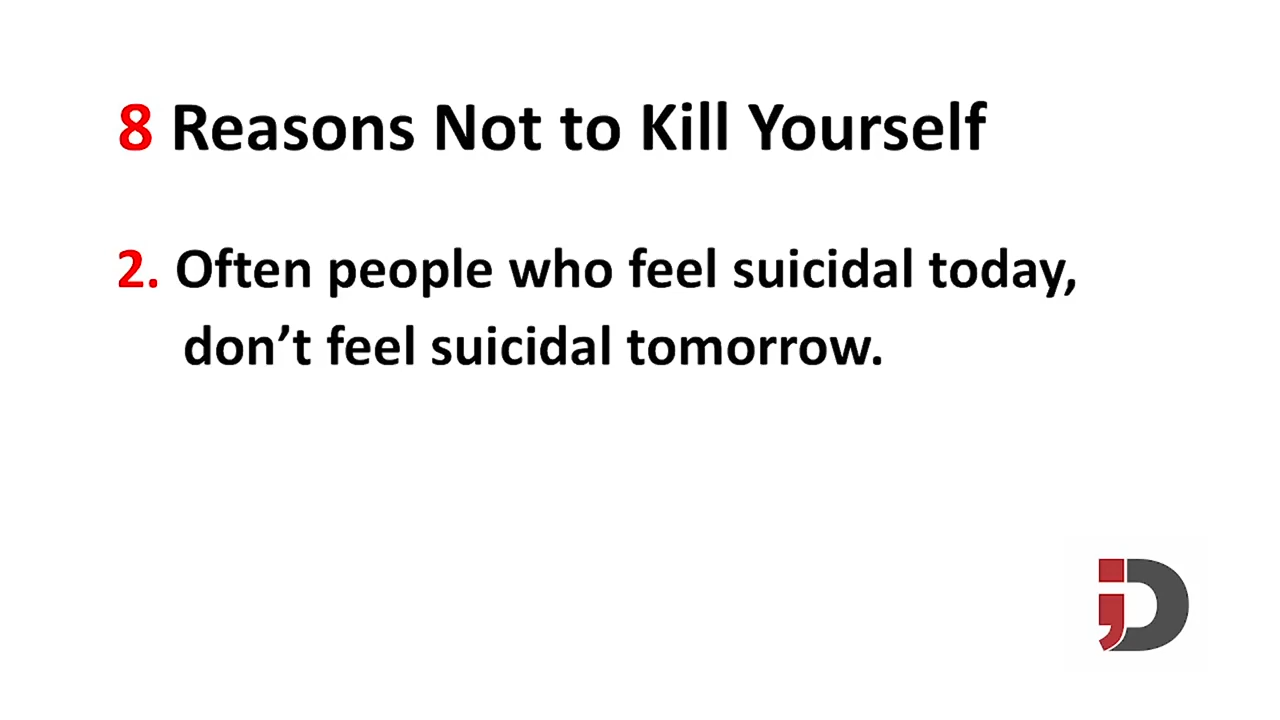 8 Reasons Not to Kill Yourself
2. Often people who feel suicidal today,
don’t feel suicidal tomorrow.